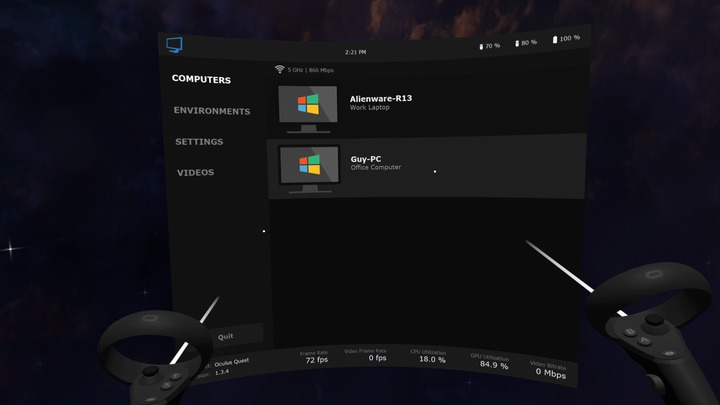 2:21 PM
70 %
80 %
100 %
5 GHz | 866 Mbps
COMPUTERS
ENVIRONMENTS
SETTINGS
VIDEOS
Alienware-R13
Work Laptop
Guy-PC
Office Computer
Quit
Oculus Quest
1.3.4
Frame Rate
72 fps
Video Frame Rate
0 fps
CPU Utilization
18.0 %
GPU Utilization
84.9 %
Video Bitrate
0 Mbps